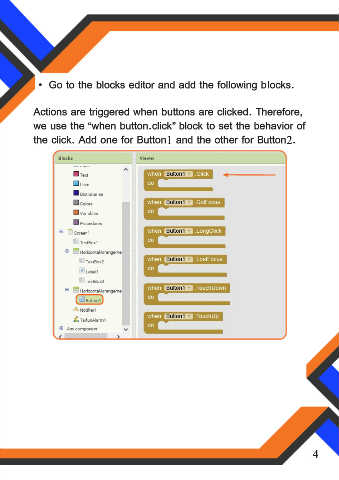 • Go to the blocks editor and add the following blocks.
Actions are triggered when buttons are clicked. Therefore,
we use the “when button.click” block to set the behavior of
the click. Add one for Button1 and the other for Button2.
Blocks
Viewer
Text
Lists
Dictionaries
Colors
Variables
Procedures
Screen1
TextBox1
HorizontalArrangeme
TextBox2
Label1
HorizontalArrangeme
Button1
Notifier1
Any component
when Button1 .Click
do
when Button1 .GotFocus
do
when Button1 .LongClick
do
when Button1 .LostFocus
do
when Button1 .TouchDown
do
when Button1 .TouchUp
do
4